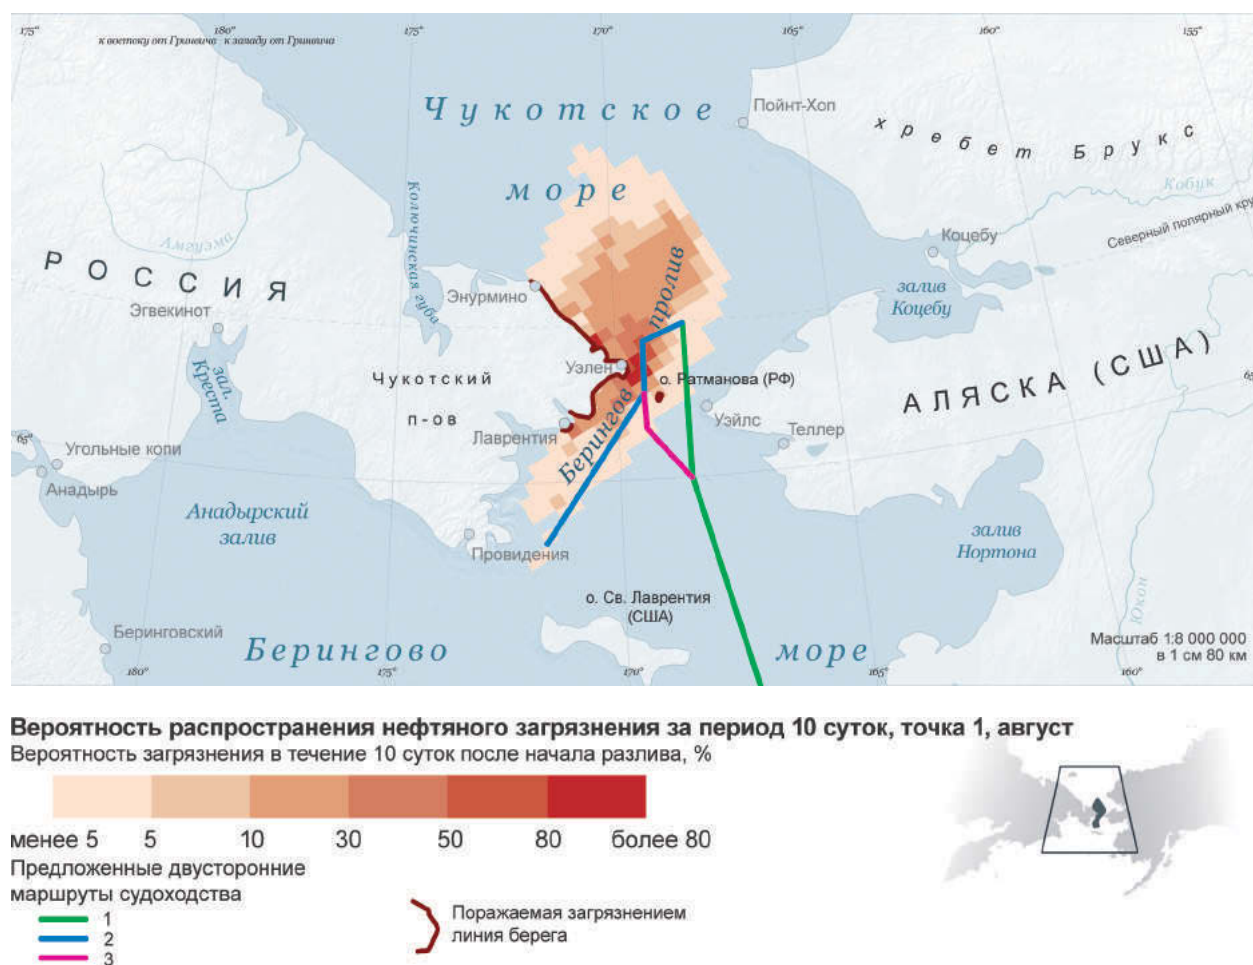 175°
180°
175°
170°
165°
160°
155°
к востоку от Гринвича к западу от Гринвича
Чукотское
море
Пойнт-Хоп
хребет Брукс
Кобук
Северный полярный кру
Амгуэма
Колючинская губа
РОССИЯ
Энурмино
пролив
Коцебу
залив
Коцебу
Эгвекинот
зал.
Креста
Уэлен
Чукотский
п-ов
о. Ратманова (РФ)
АЛЯСКА (США)
Берингов
Уэйлс
Теллер
Лаврентия
65°
65
Угольные копи
Анадырь
Анадырский
залив
Провидения
залив
Нортона
о. Св. Лаврентия
(США)
Юкон
Беринговский
Берингово
море
Масштаб 1:8 000 000
в 1 см 80 км
180°
175°
170°
165°
160°
Вероятность распространения нефтяного загрязнения за период 10 суток, точка 1, август
Вероятность загрязнения в течение 10 суток после начала разлива, %
менее 5 5 10 30 50 80 более 80
Предложенные двусторонние
маршруты судоходства
1
2
3
Поражаемая загрязнением
линия берега